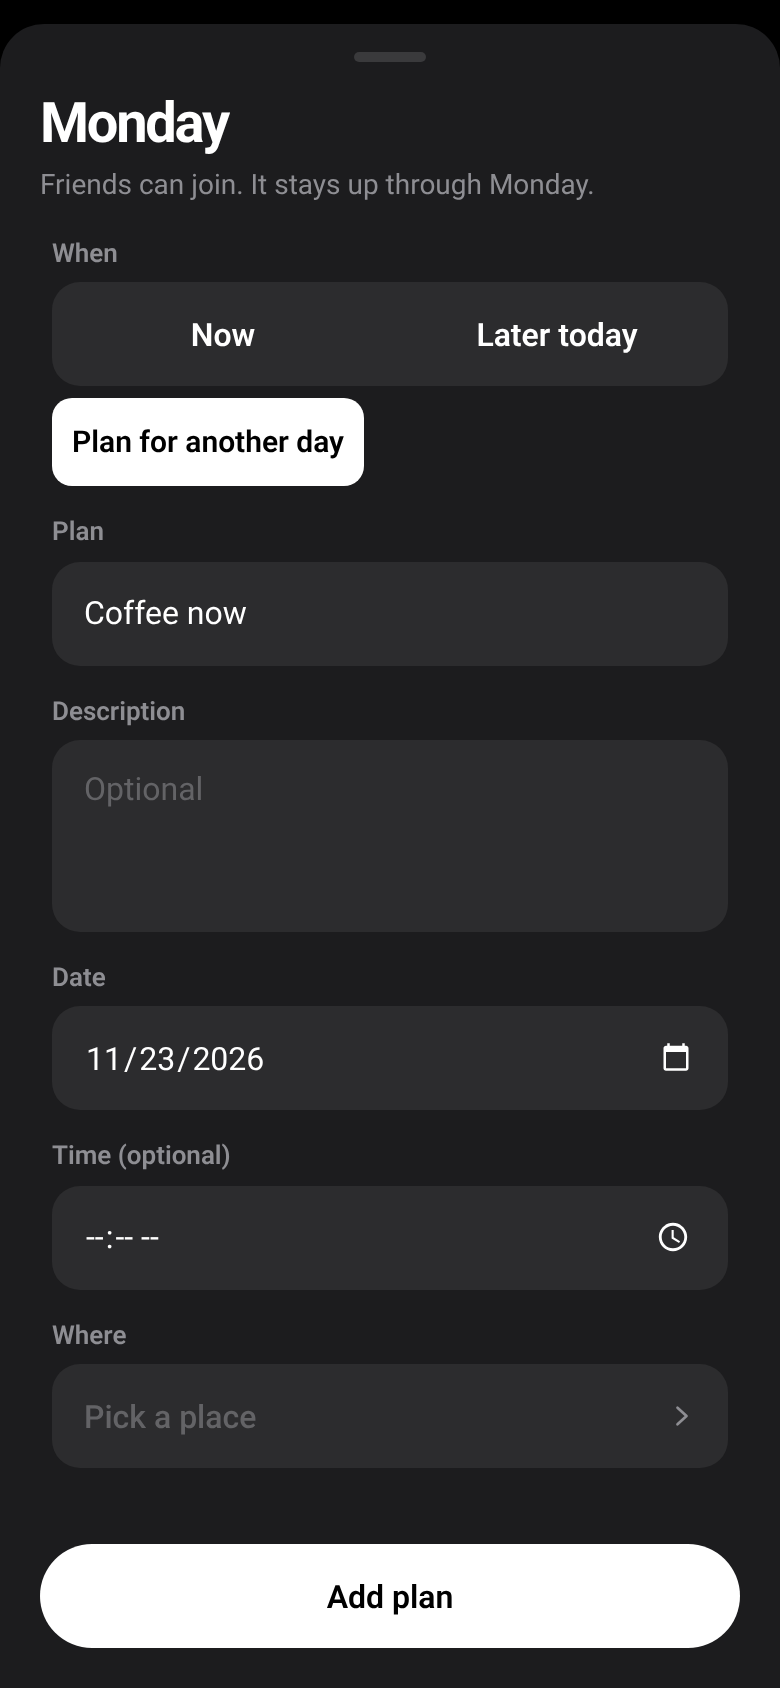 Monday
Friends can join. It stays up through Monday.
When
Now
Later today
Plan for another day
Plan
Coffee now
Description
Optional
Date
11/23/2026
Time (optional)
--:-- --
Where
Pick a place
Add plan